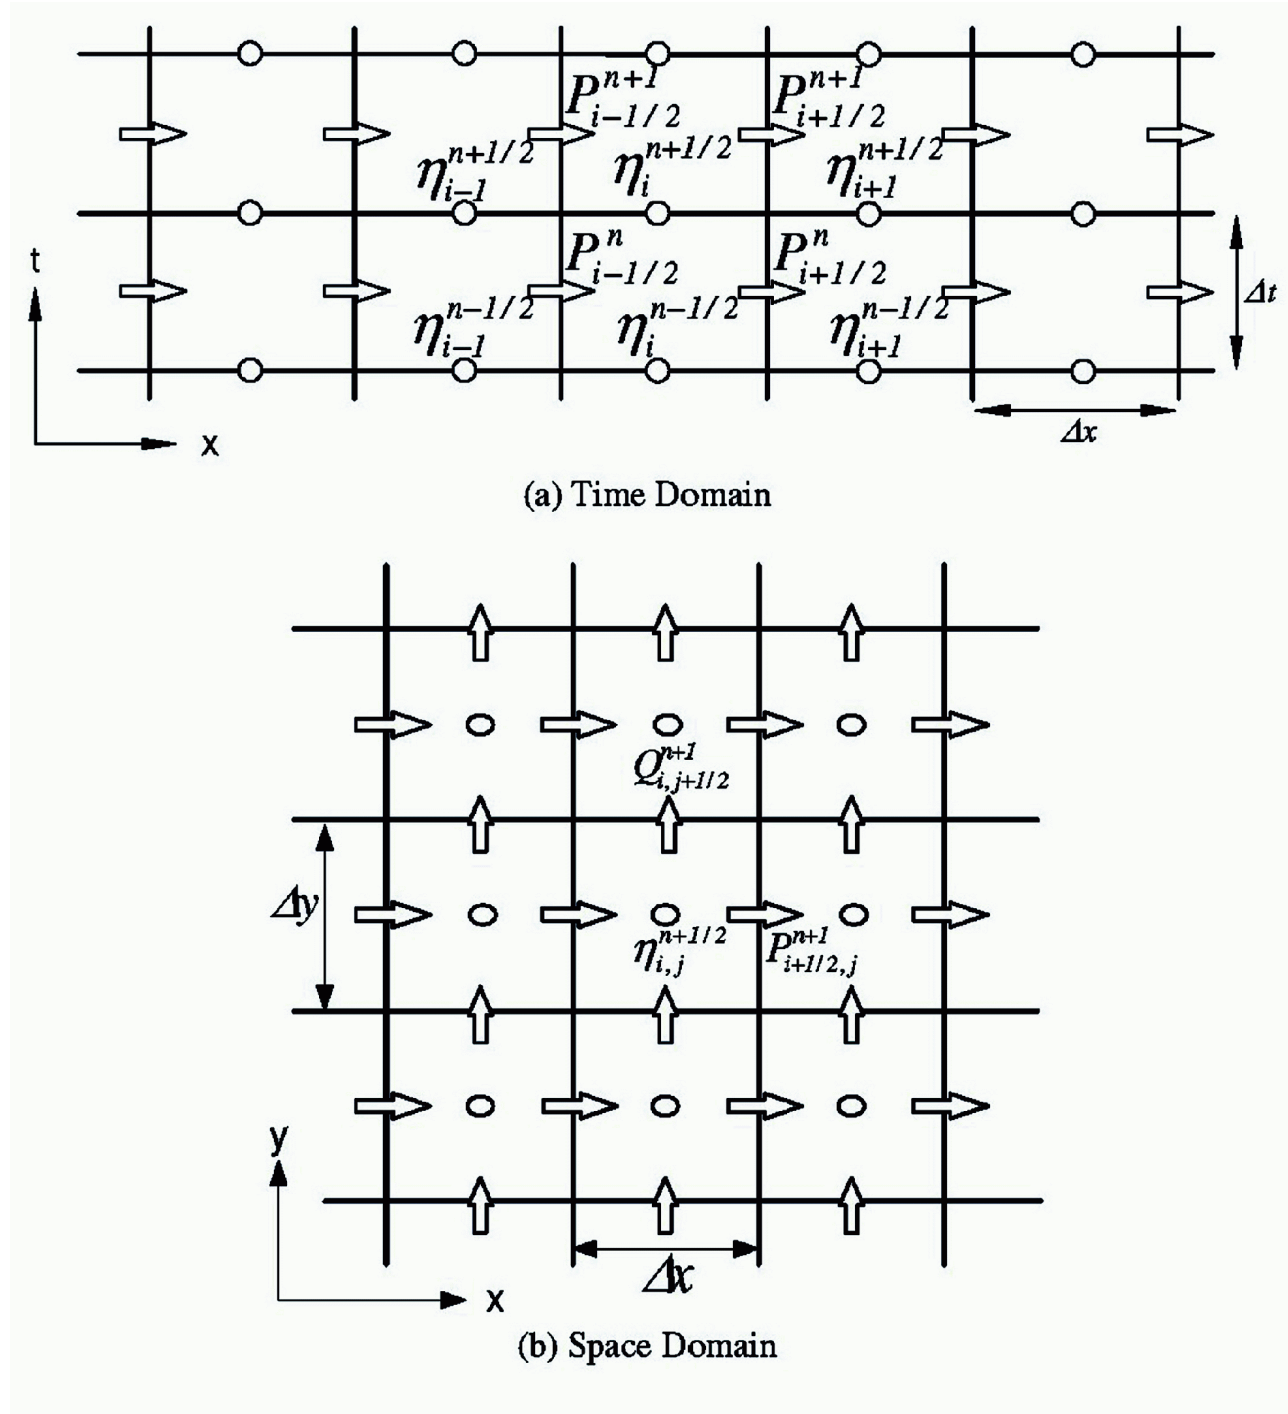 P^{n+1}_{i-1/2} P^{n+1}_{i+1/2}
η^{n+1/2}_{i-1} η^{n+1/2}_{i} η^{n+1/2}_{i+1}
P^{n}_{i-1/2} P^{n}_{i+1/2}
t
Δt
η^{n-1/2}_{i-1} η^{n-1/2}_{i} η^{n-1/2}_{i+1}
Δx
x
(a) Time Domain
Q^{n+1}_{i,j+1/2}
Δy
η^{n+1/2}_{i,j} P^{n+1}_{i+1/2,j}
y
Δx
x
(b) Space Domain